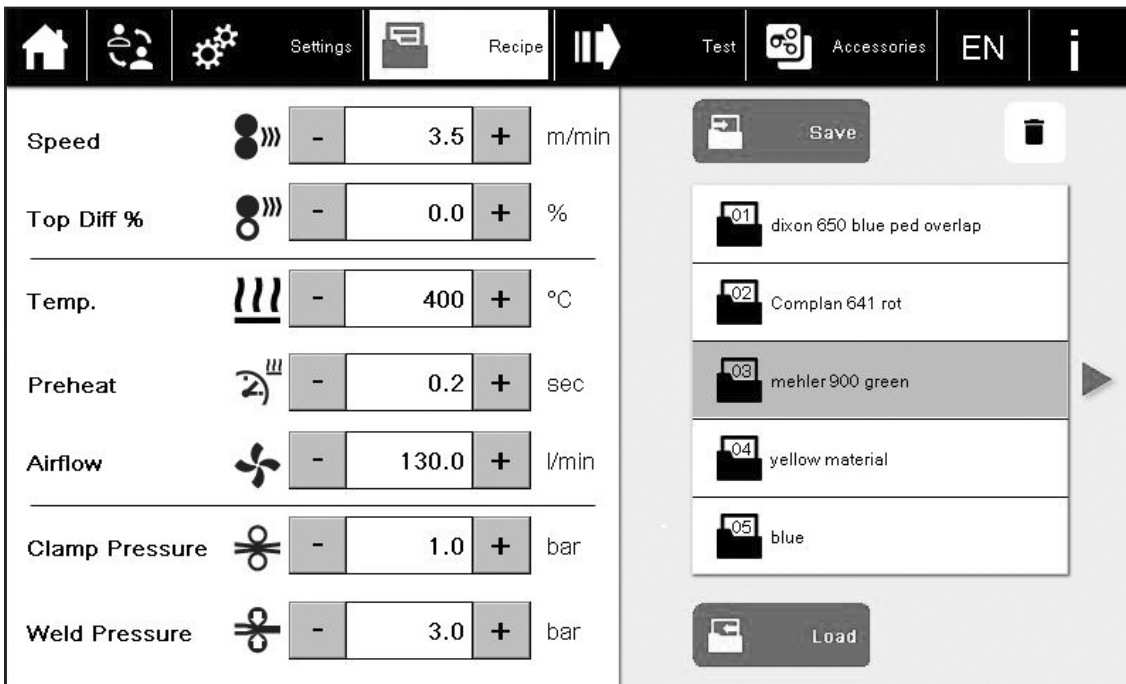 Settings Recipe Test Accessories EN i
Speed - 3.5 + m/min
Top Diff % - 0.0 + %
Temp. - 400 + °C
Preheat - 0.2 + sec
Airflow - 130.0 + l/min
Clamp Pressure - 1.0 + bar
Weld Pressure - 3.0 + bar
Save
01 dixon 650 blue ped overlap
02 Complan 641 rot
03 mehler 900 green
04 yellow material
05 blue
Load